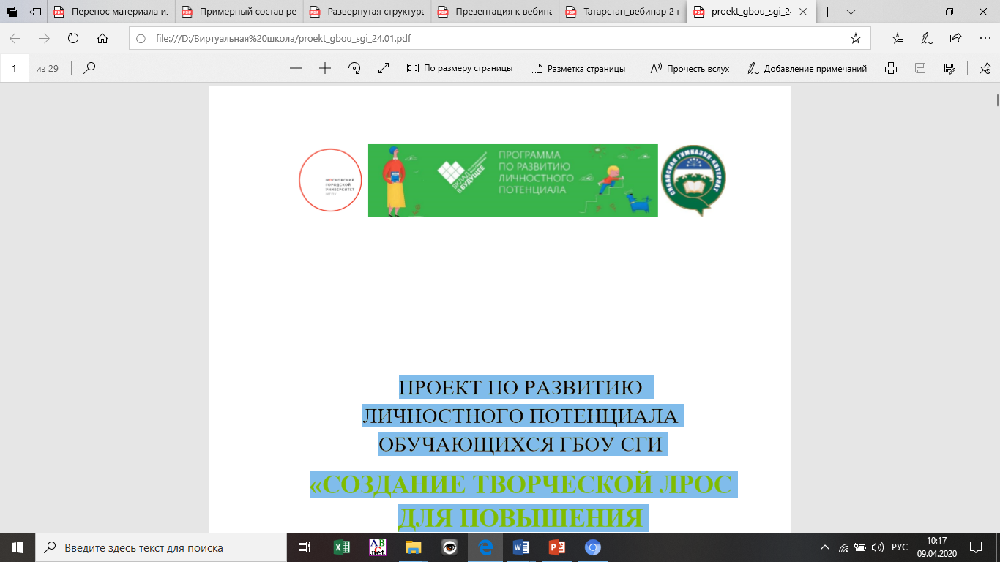 Перенос материала из
Примерный состав ре
Развернутая структура
Презентация к вебина
Татарстан_вебинар 2 г
proekt_gbou_sgi_24
file:///D:/Виртуальная%20школа/proekt_gbou_sgi_24.01.pdf
1 из 29
По размеру страницы
Разметка страницы
Прочесть вслух
Добавление примечаний
МОСКОВСКИЙ
ГОРОДСКОЙ
УНИВЕРСИТЕТ
ВКЛАД
В БУДУЩЕЕ
ПРОГРАММА
ПО РАЗВИТИЮ
ЛИЧНОСТНОГО
ПОТЕНЦИАЛА
СИБАЙСКАЯ ГИМНАЗИЯ-ИНТЕРНАТ
ПРОЕКТ ПО РАЗВИТИЮ
ЛИЧНОСТНОГО ПОТЕНЦИАЛА
ОБУЧАЮЩИХСЯ ГБОУ СГИ
«СОЗДАНИЕ ТВОРЧЕСКОЙ ЛРОС
ДЛЯ ПОВЫШЕНИЯ
Введите здесь текст для поиска
РУС
10:17
09.04.2020